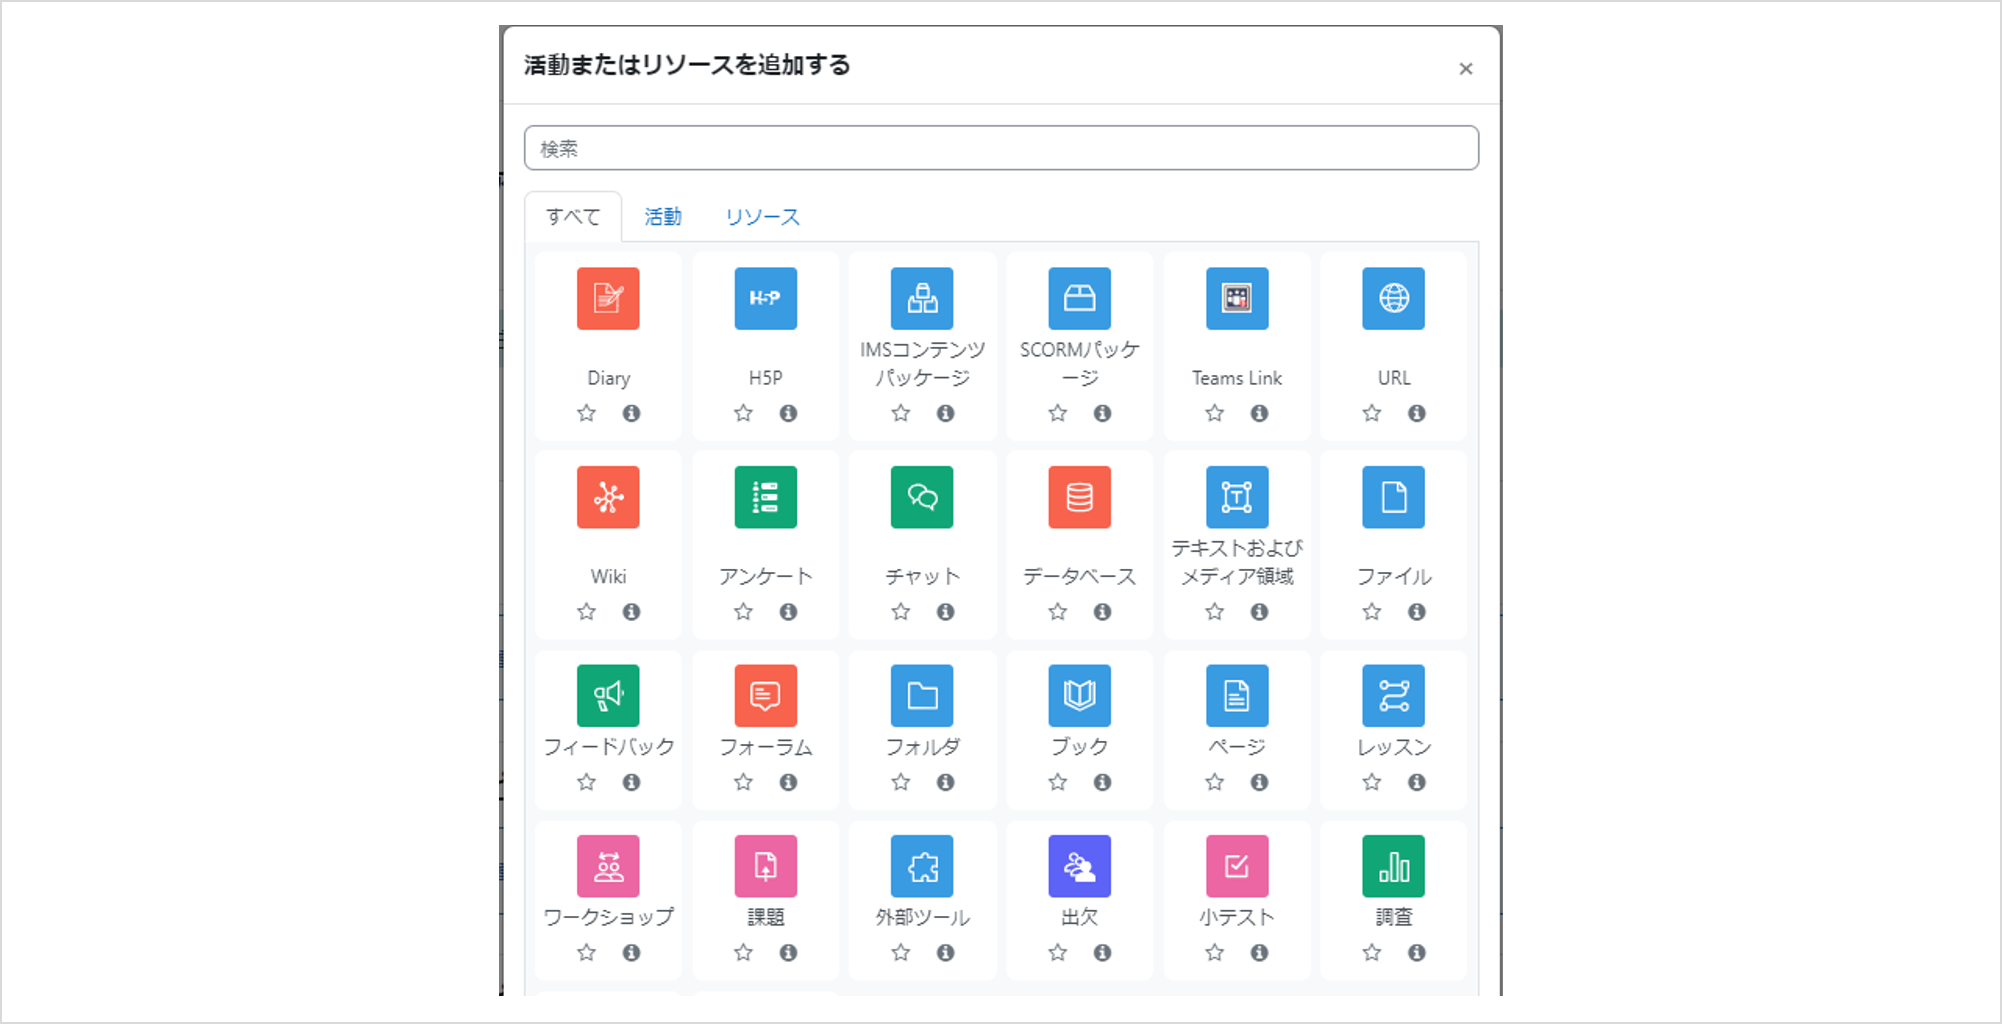 活動またはリソースを追加する
×
検索
すべて 活動 リソース
H5P
Diary
H5P
IMSコンテンツ
パッケージ
SCORMパッケ
ージ
Teams Link
URL
T
Wiki
アンケート
チャット
データベース
テキストおよび
メディア領域
ファイル
フィードバック
フォーラム
フォルダ
ブック
ページ
レッスン
ワークショップ
課題
外部ツール
出欠
小テスト
調査